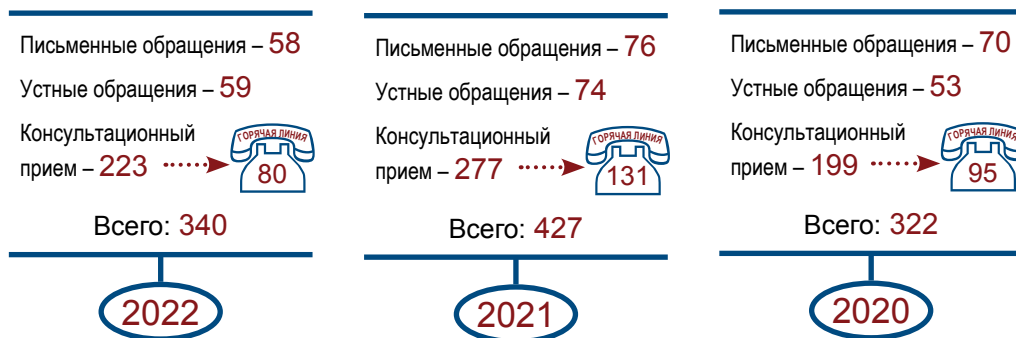 Письменные обращения – 58
Устные обращения – 59
Консультационный
прием – 223
ГОРЯЧАЯ ЛИНИЯ
80
Всего: 340
2022
Письменные обращения – 76
Устные обращения – 74
Консультационный
прием – 277
ГОРЯЧАЯ ЛИНИЯ
131
Всего: 427
2021
Письменные обращения – 70
Устные обращения – 53
Консультационный
прием – 199
ГОРЯЧАЯ ЛИНИЯ
95
Всего: 322
2020